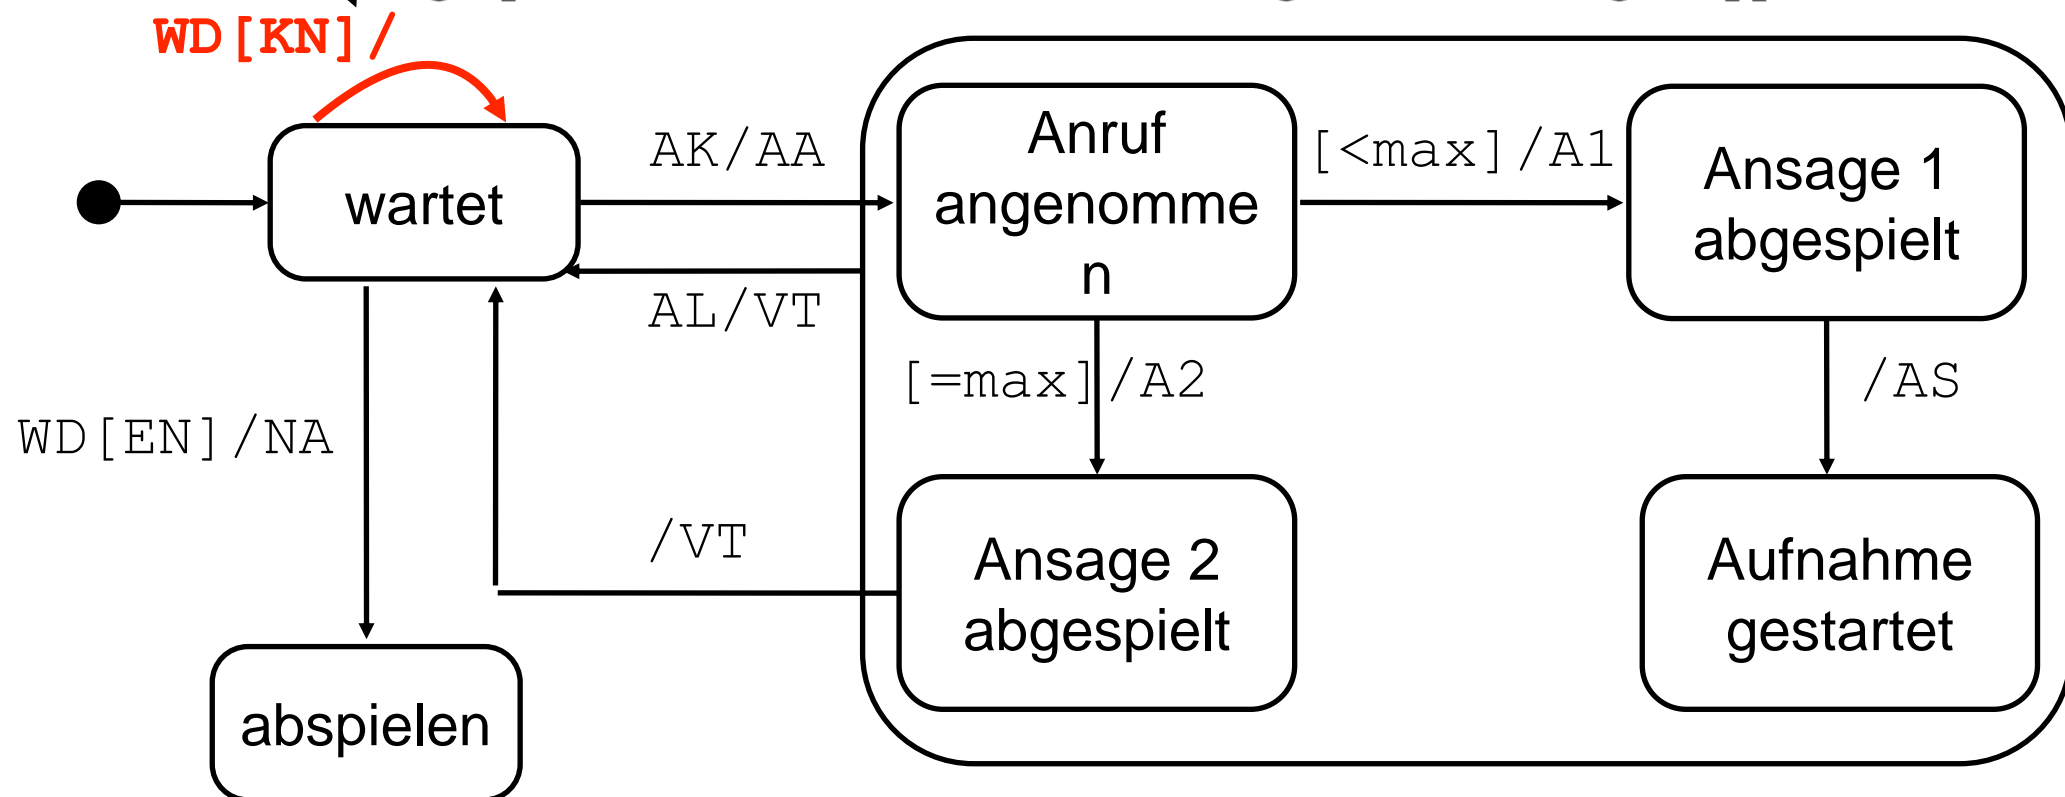 WD[KN]/
wartet
AK/AA
Anruf
angenomme
n
[<max]/A1
Ansage 1
abgespielt
AL/VT
[=max]/A2
/AS
WD[EN]/NA
/VT
Ansage 2
abgespielt
Aufnahme
gestartet
abspielen